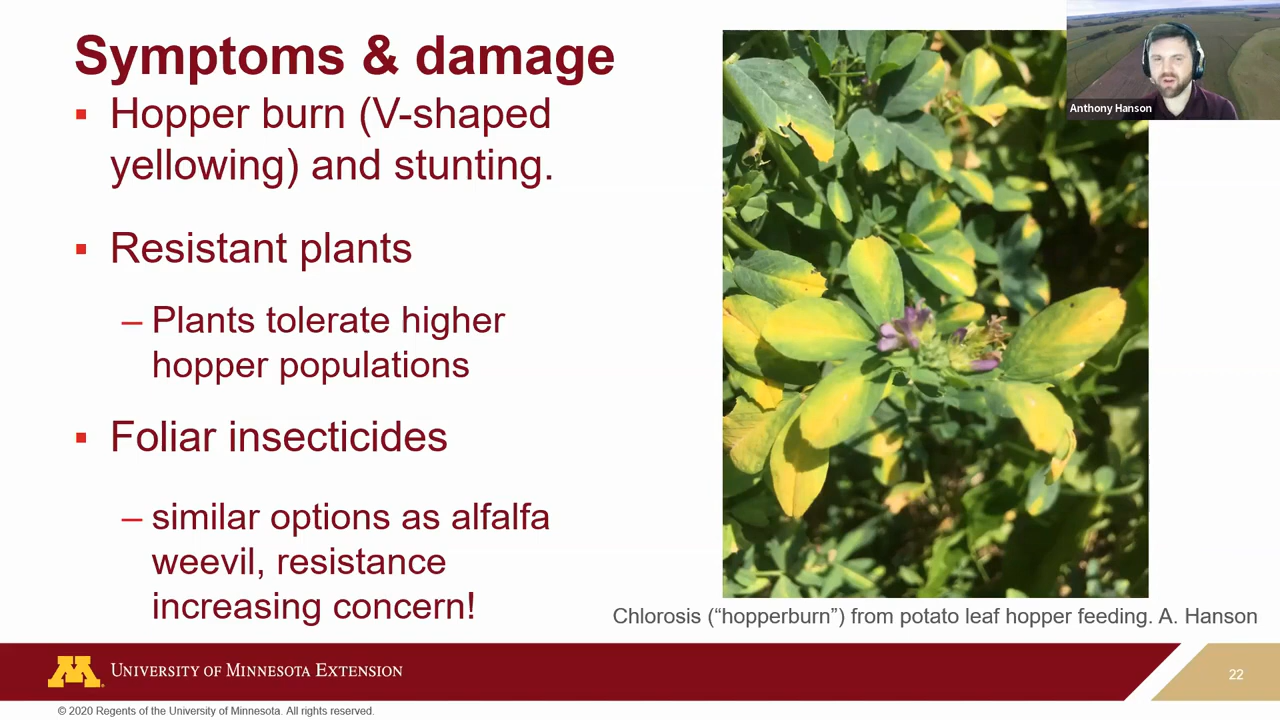 Symptoms & damage
▪ Hopper burn (V-shaped
yellowing) and stunting.
▪ Resistant plants
– Plants tolerate higher
hopper populations
▪ Foliar insecticides
– similar options as alfalfa
weevil, resistance
increasing concern!
Anthony Hanson
Chlorosis (“hopperburn”) from potato leaf hopper feeding. A. Hanson
M
UNIVERSITY OF MINNESOTA EXTENSION
22
© 2020 Regents of the University of Minnesota. All rights reserved.